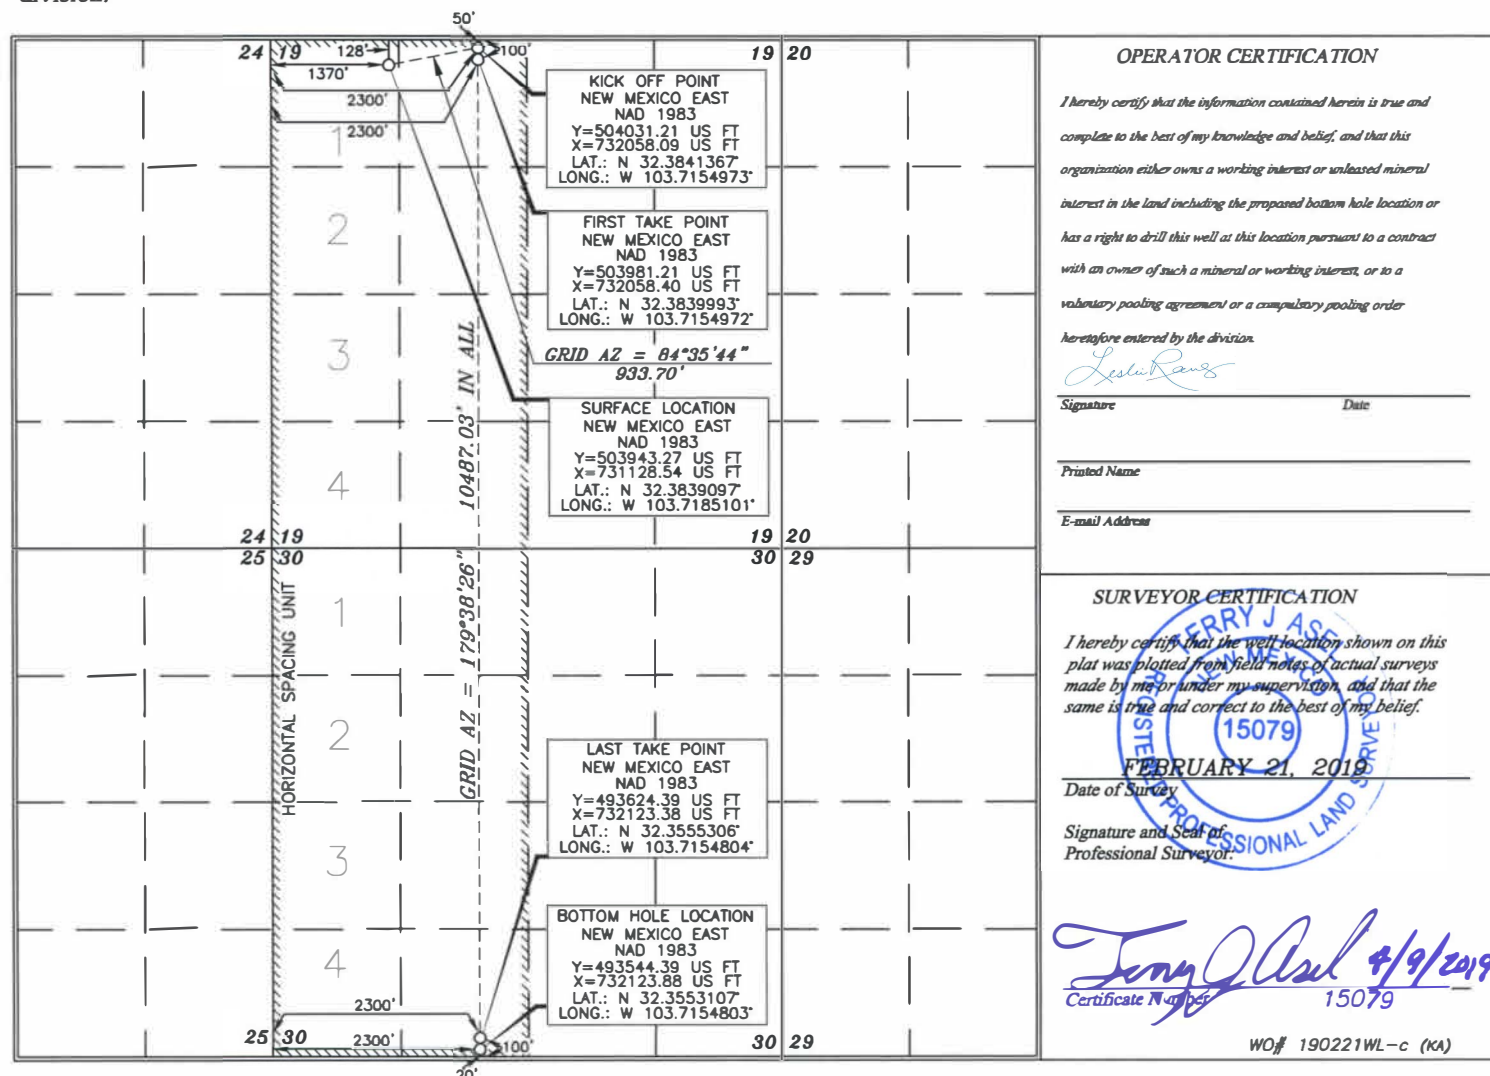 50'
24 19
128'
100'
19 20
1370'
2300'
2300'
1
2
3
4
KICK OFF POINT
NEW MEXICO EAST
NAD 1983
Y=504031.21 US FT
X=732058.09 US FT
LAT.: N 32.3841367°
LONG.: W 103.7154973°
FIRST TAKE POINT
NEW MEXICO EAST
NAD 1983
Y=503981.21 US FT
X=732058.40 US FT
LAT.: N 32.3839993°
LONG.: W 103.7154972°
GRID AZ = 84°35'44"
933.70'
SURFACE LOCATION
NEW MEXICO EAST
NAD 1983
Y=503943.27 US FT
X=731128.54 US FT
LAT.: N 32.3839097°
LONG.: W 103.7185101°
GRID AZ = 179°38'26" 10487.03' IN ALL
24 19
19 20
25 30
30 29
HORIZONTAL SPACING UNIT
1
2
3
4
LAST TAKE POINT
NEW MEXICO EAST
NAD 1983
Y=493624.39 US FT
X=732123.38 US FT
LAT.: N 32.3555306°
LONG.: W 103.7154804°
BOTTOM HOLE LOCATION
NEW MEXICO EAST
NAD 1983
Y=493544.39 US FT
X=732123.88 US FT
LAT.: N 32.3553107°
LONG.: W 103.7154803°
2300'
25 30
2300'
100'
30 29
20'
OPERATOR CERTIFICATION
I hereby certify that the information contained herein is true and
complete to the best of my knowledge and belief, and that this
organization either owns a working interest or unleased mineral
interest in the land including the proposed bottom hole location or
has a right to drill this well at this location pursuant to a contract
with an owner of such a mineral or working interest, or to a
voluntary pooling agreement or a compulsory pooling order
heretofore entered by the division.
Signature Date
Printed Name
E-mail Address
SURVEYOR CERTIFICATION
I hereby certify that the well location shown on this
plat was plotted from field notes of actual surveys
made by me or under my supervision, and that the
same is true and correct to the best of my belief.
TERRY J ASEL
NEW MEXICO
15079
REGISTERED PROFESSIONAL LAND SURVEYOR
FEBRUARY 21, 2019
Date of Survey
Signature and Seal of
Professional Surveyor:
Terry J Asel 4/9/2019
Certificate Number 15079
WO# 190221WL-c (KA)